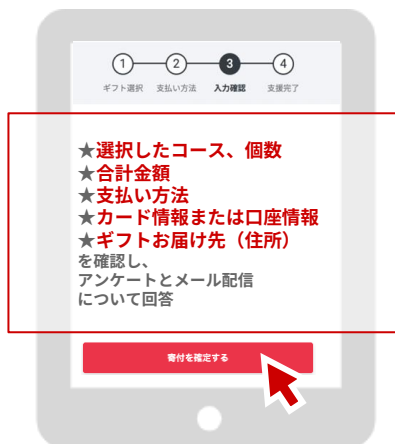 1 2 3 4
ギフト選択 支払い方法 入力確認 支援完了
★選択したコース、個数
★合計金額
★支払い方法
★カード情報または口座情報
★ギフトお届け先（住所）
を確認し、
アンケートとメール配信
について回答
寄付を確定する